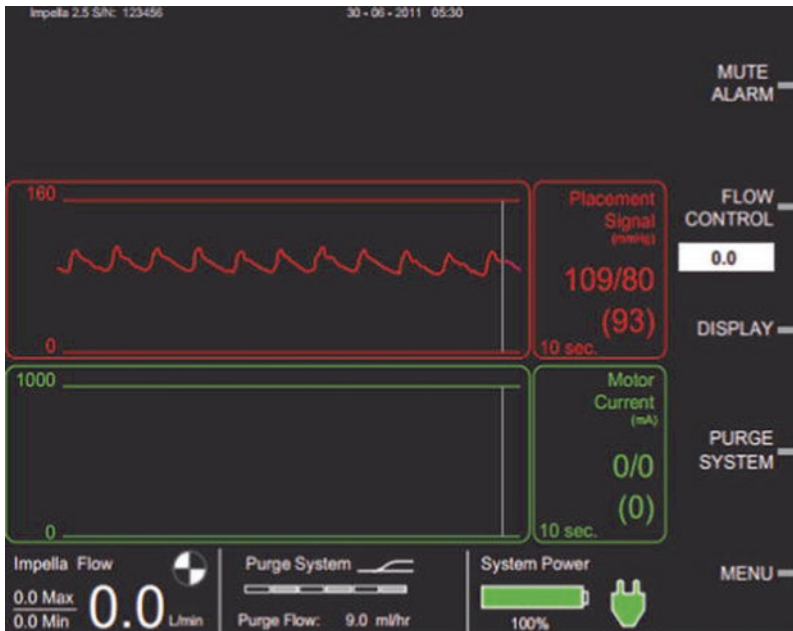 Impella 2.5 S/N: 123456
30 - 06 - 2011 05:30
MUTE
ALARM
160
0
Placement
Signal
(mmHg)
109/80
(93)
10 sec.
FLOW
CONTROL
0.0
DISPLAY
1000
0
Motor
Current
(mA)
0/0
(0)
10 sec.
PURGE
SYSTEM
Impella Flow
0.0 Max
0.0 Min
0.0 L/min
Purge System
Purge Flow: 9.0 ml/hr
System Power
100%
MENU